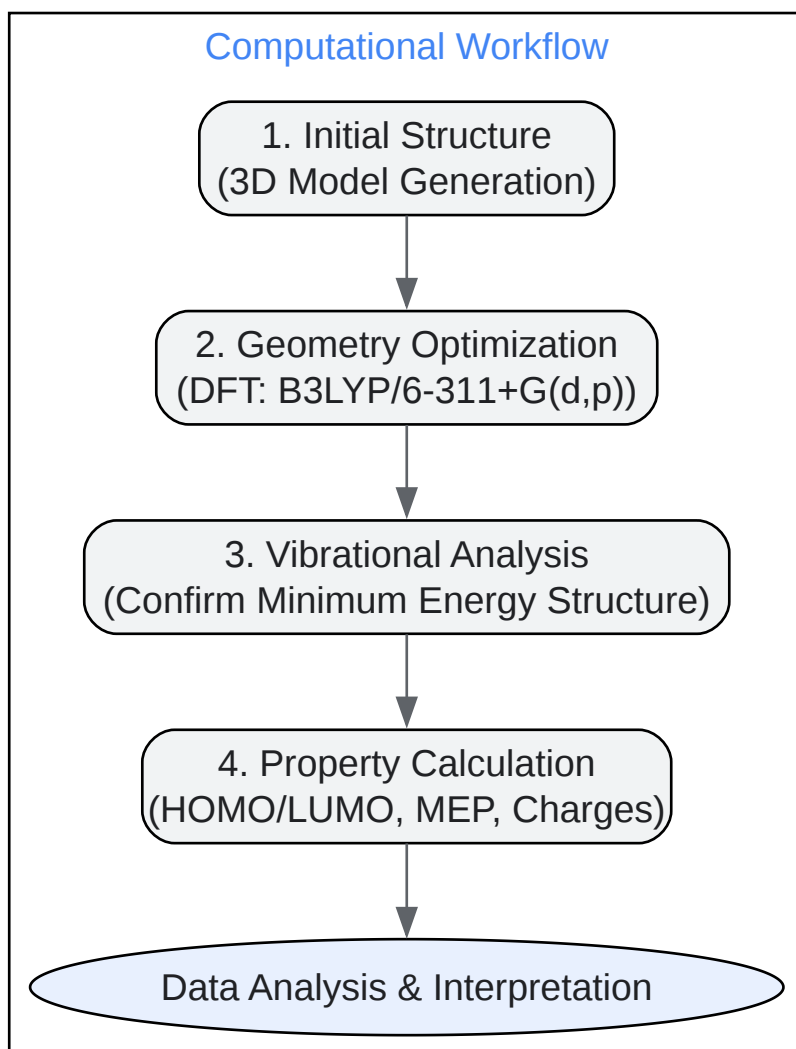 Computational Workflow
1. Initial Structure
(3D Model Generation)
2. Geometry Optimization
(DFT: B3LYP/6-311+G(d,p))
3. Vibrational Analysis
(Confirm Minimum Energy Structure)
4. Property Calculation
(HOMO/LUMO, MEP, Charges)
Data Analysis & Interpretation